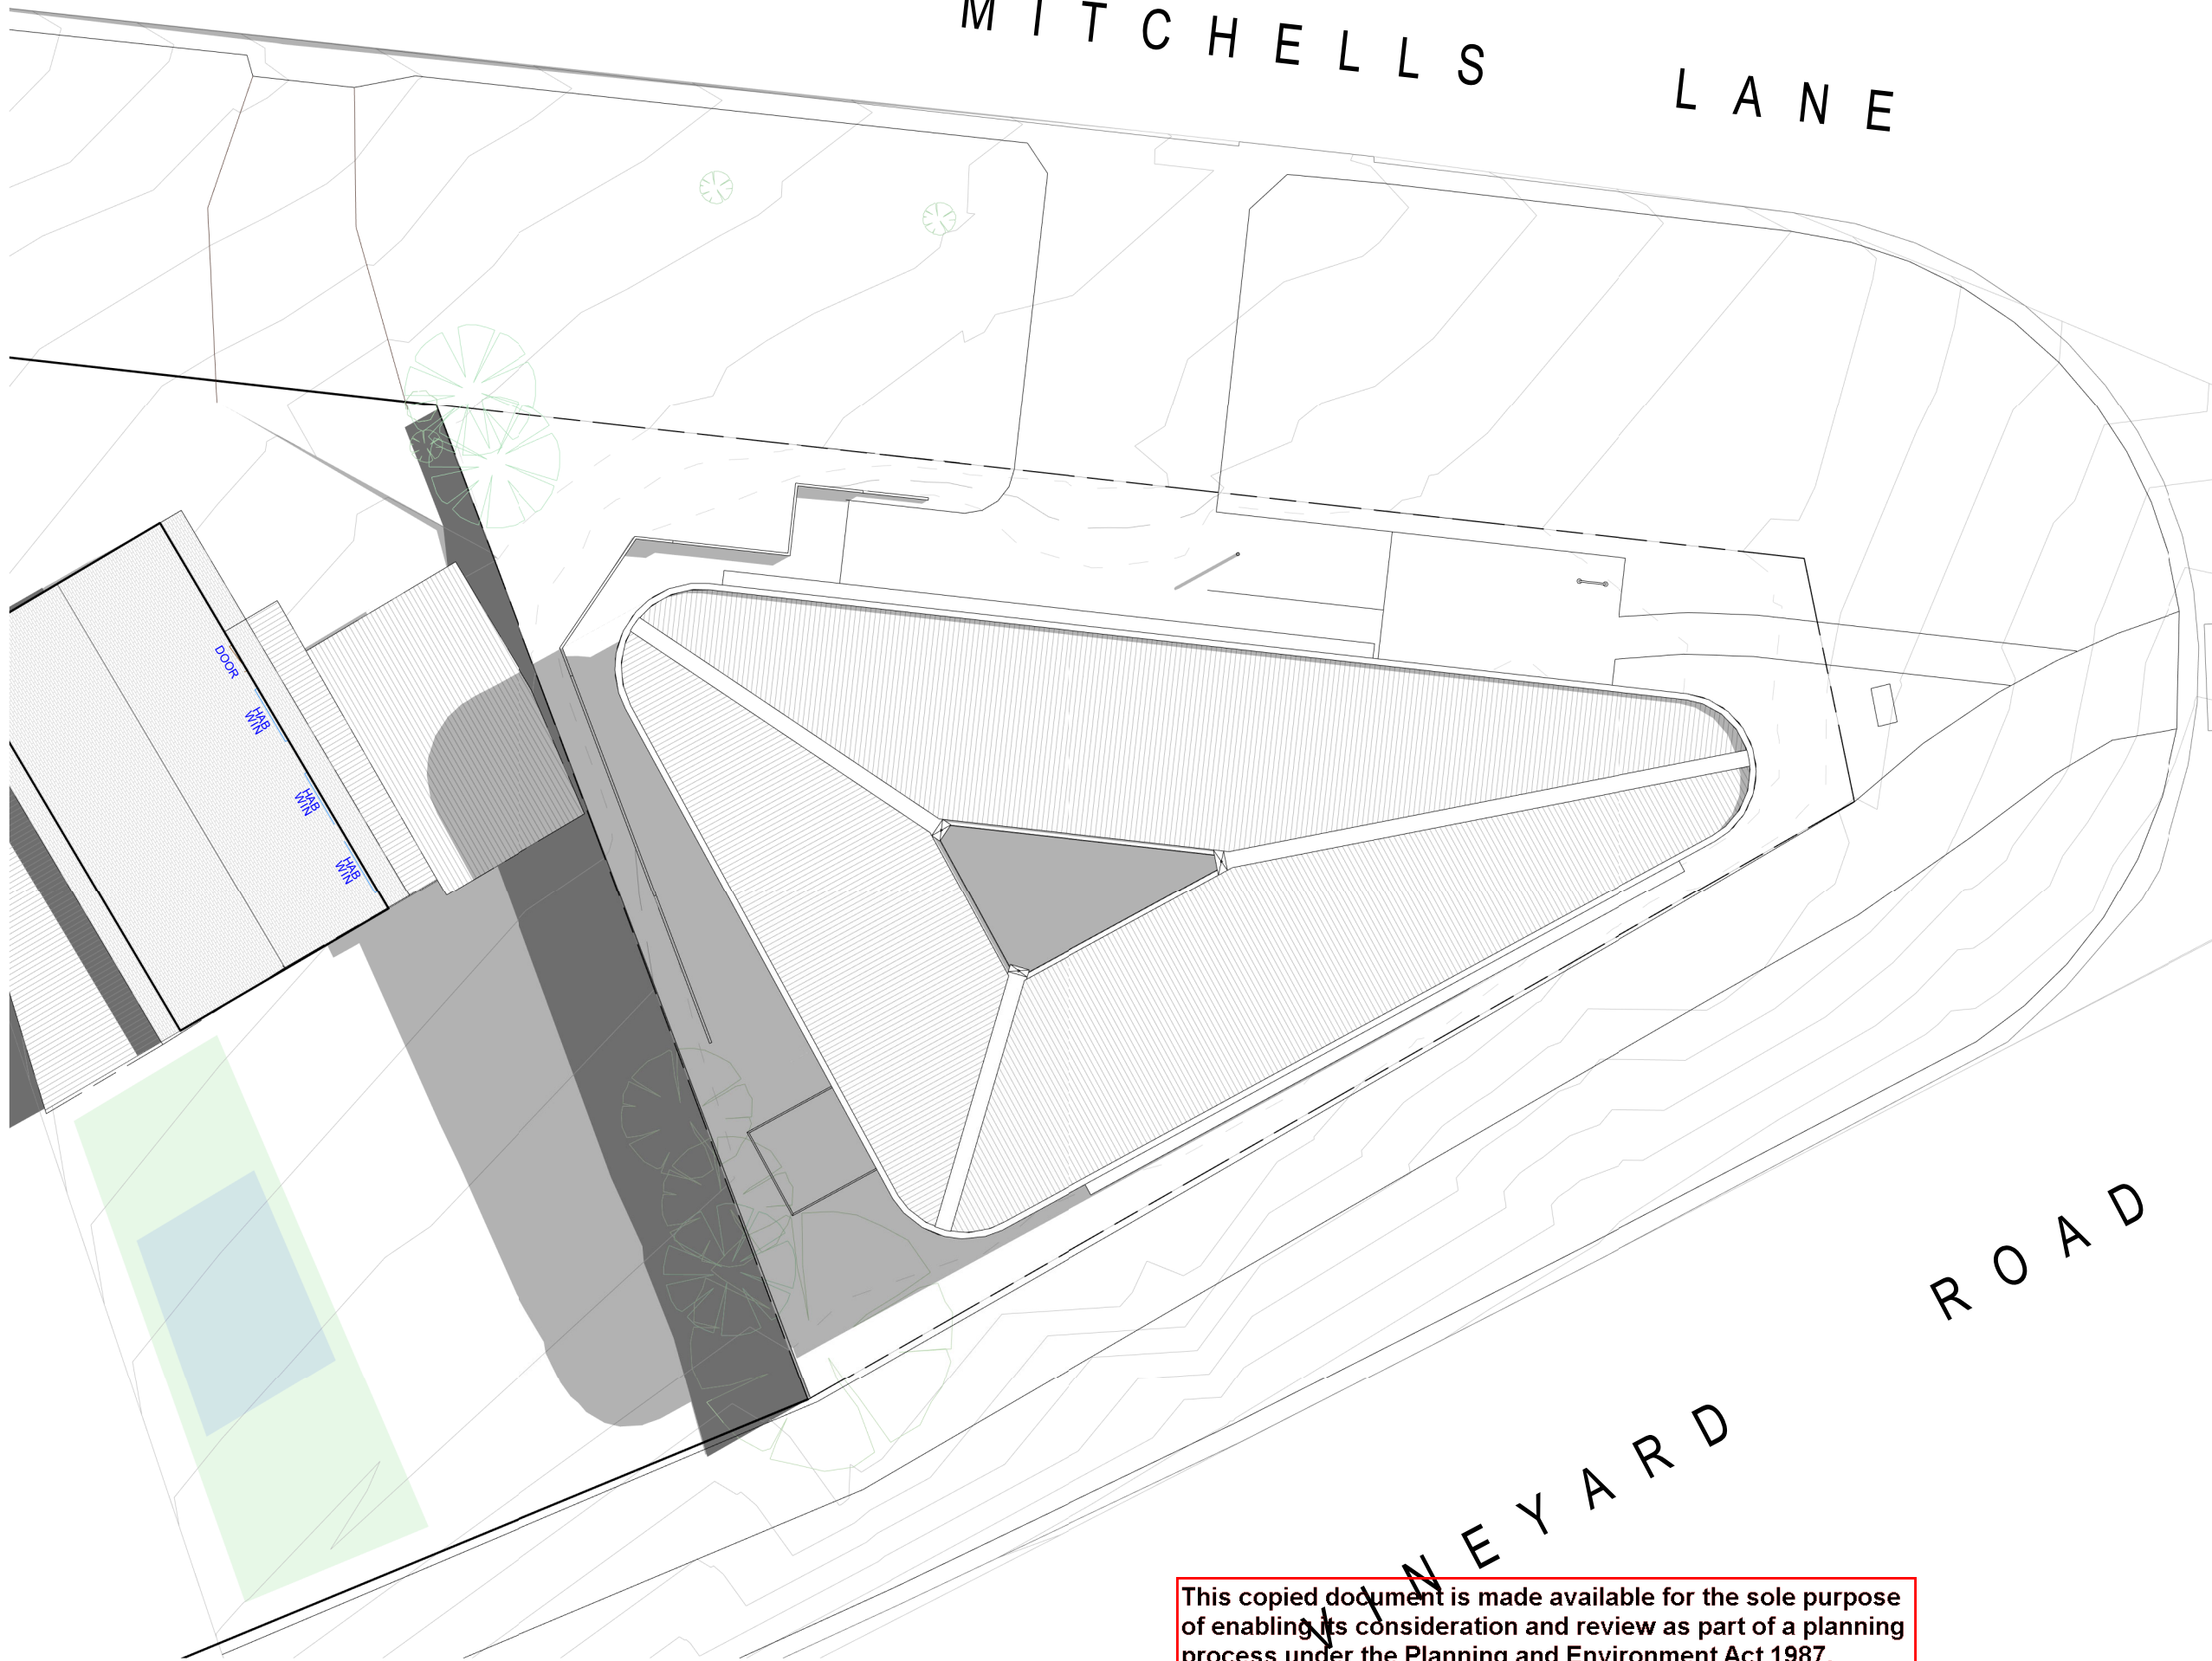 MITCHELLS LANE
DOOR
HAB
WIN
HAB
WIN
HAB
WIN
VINEYARD ROAD
This copied document is made available for the sole purpose
of enabling its consideration and review as part of a planning
process under the Planning and Environment Act 1987.